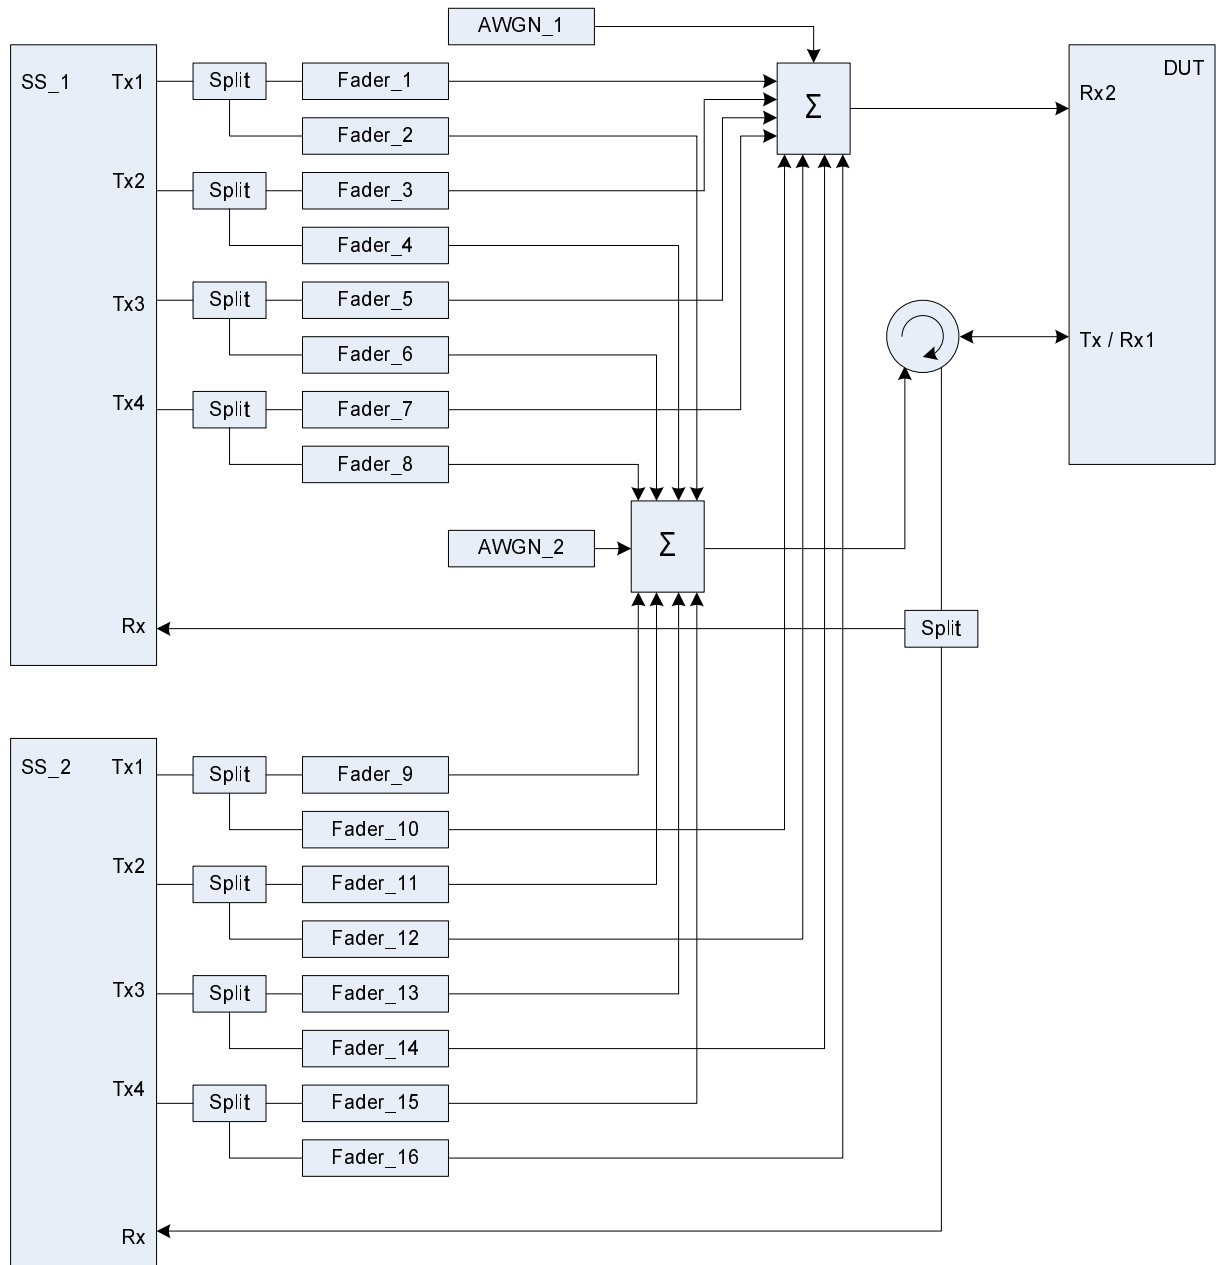 AWGN_1
SS_1
Tx1
Split
Fader_1
Σ
DUT
Rx2
Fader_2
Tx2
Split
Fader_3
Fader_4
Tx3
Split
Fader_5
Fader_6
Tx / Rx1
Tx4
Split
Fader_7
Fader_8
AWGN_2
Σ
Rx
Split
SS_2
Tx1
Split
Fader_9
Fader_10
Tx2
Split
Fader_11
Fader_12
Tx3
Split
Fader_13
Fader_14
Tx4
Split
Fader_15
Fader_16
Rx